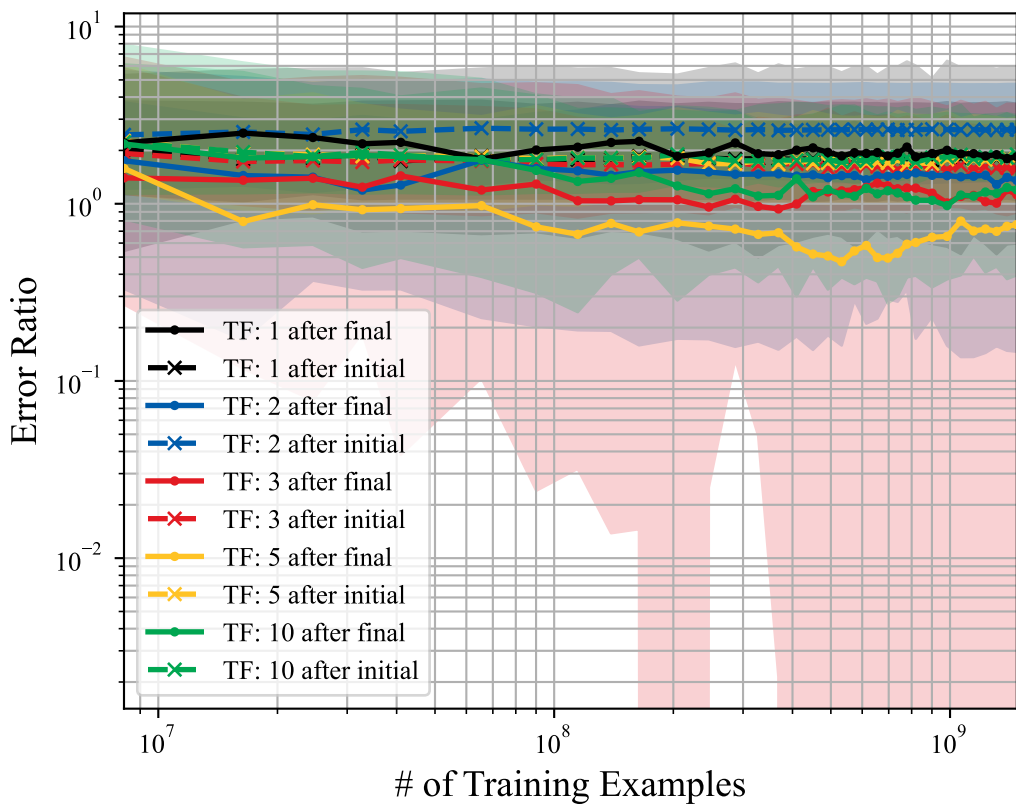 10^1
10^0
10^{-1}
10^{-2}
Error Ratio
TF: 1 after final
TF: 1 after initial
TF: 2 after final
TF: 2 after initial
TF: 3 after final
TF: 3 after initial
TF: 5 after final
TF: 5 after initial
TF: 10 after final
TF: 10 after initial
10^7 10^8 10^9
# of Training Examples